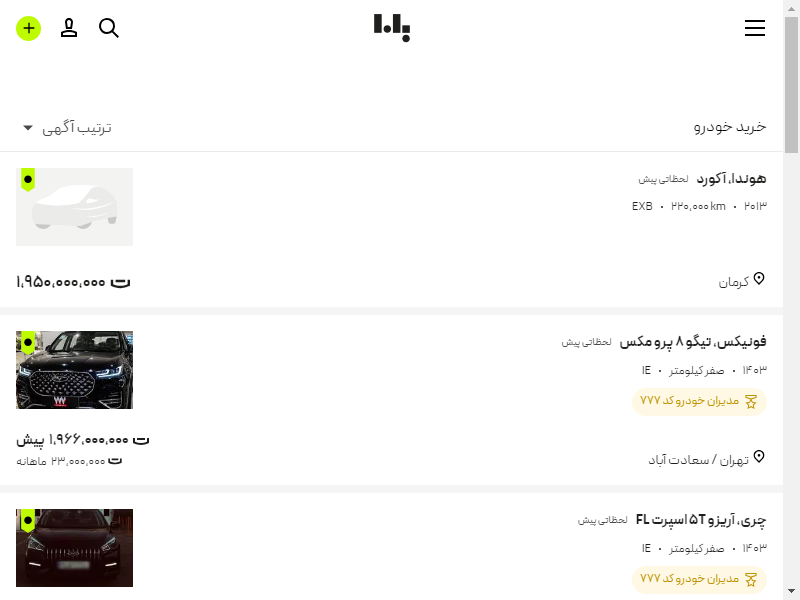 باما
خرید خودرو
ترتیب آگهی
هوندا، آکورد لحظاتی پیش
۲۰۱۳ • ۲۲۰,۰۰۰ km • EXB
کرمان
۱,۹۵۰,۰۰۰,۰۰۰
فونیکس، تیگو ۸ پرو مکس لحظاتی پیش
۱۴۰۳ • صفر کیلومتر • IE
مدیران خودرو کد ۷۷۷
تهران / سعادت آباد
۱,۹۶۶,۰۰۰,۰۰۰ پیش
۲۳,۰۰۰,۰۰۰ ماهانه
چری، آریزو ۵T اسپرت FL لحظاتی پیش
۱۴۰۳ • صفر کیلومتر • IE
مدیران خودرو کد ۷۷۷